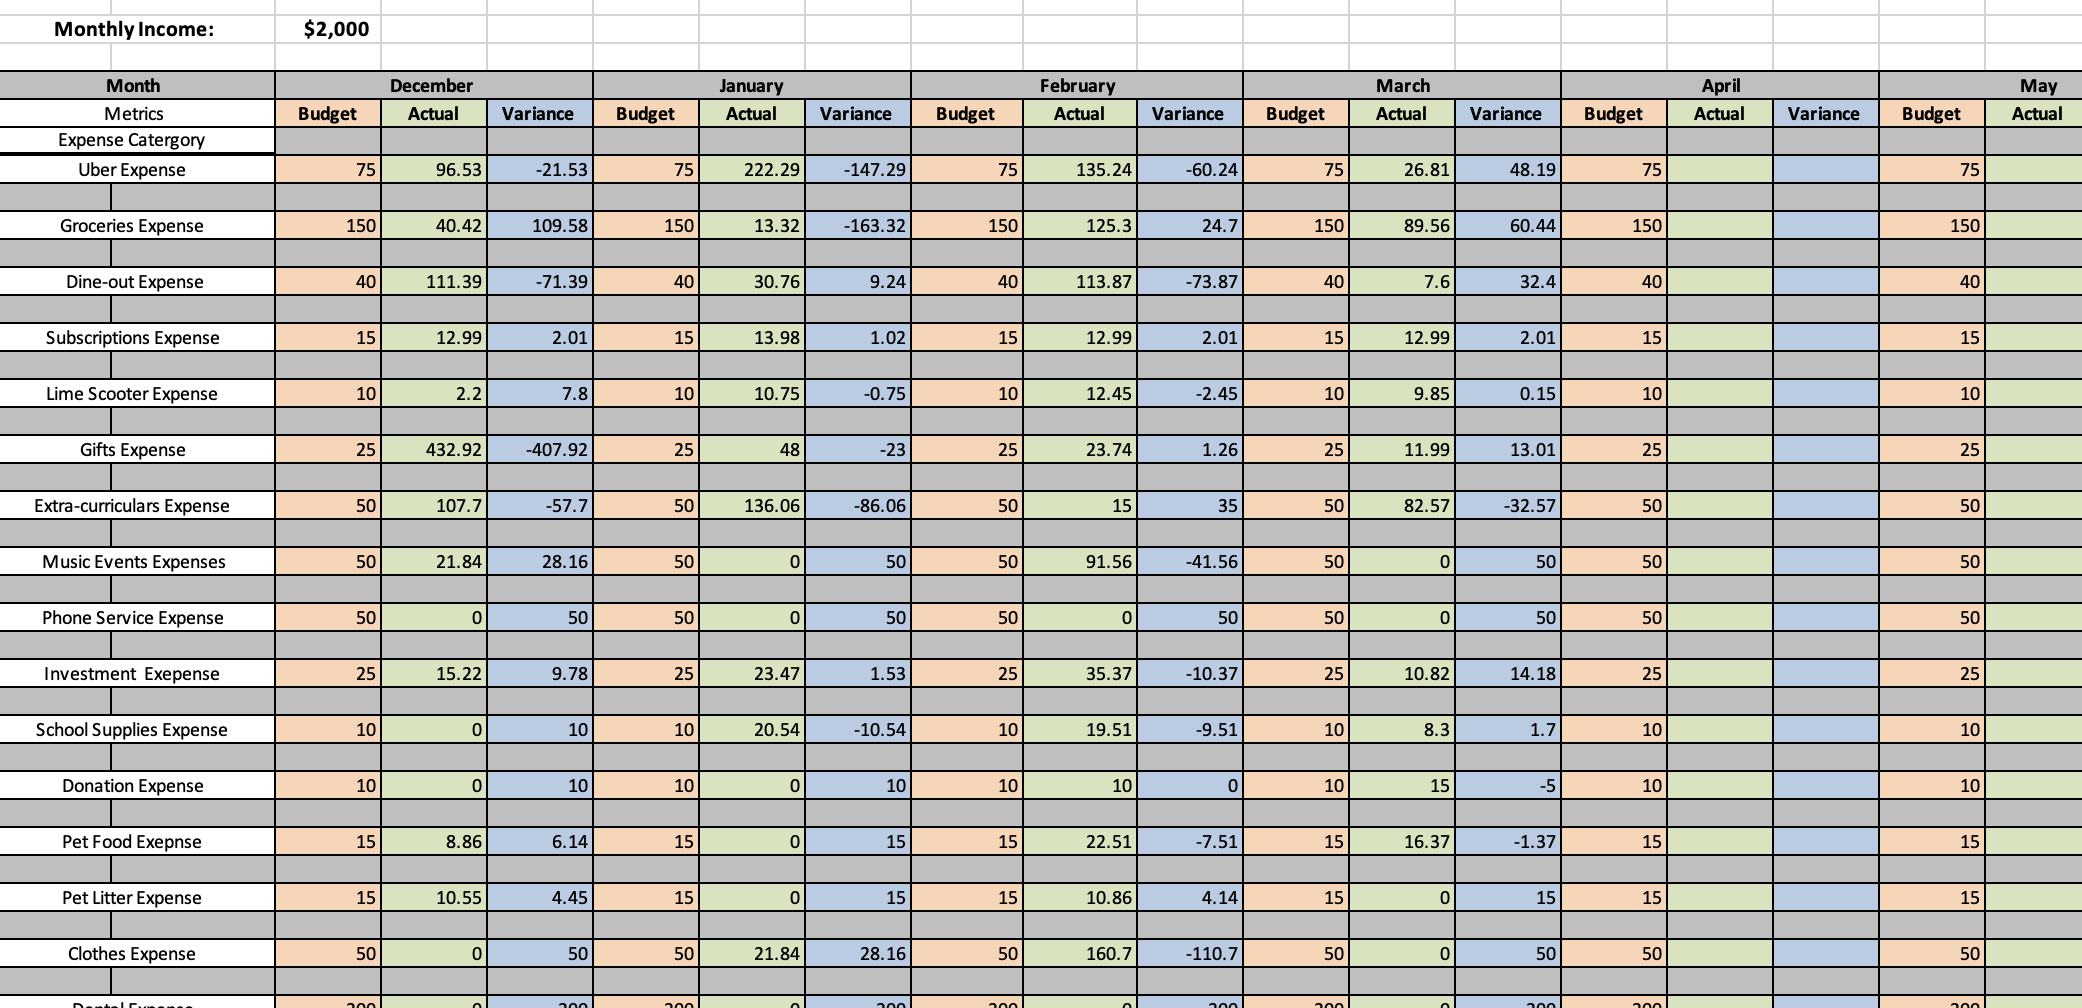 Monthly Income: $2,000
Month December January February March April May
Metrics Budget Actual Variance Budget Actual Variance Budget Actual Variance Budget Actual Variance Budget Actual Variance Budget Actual
Expense Catergory
Uber Expense 75 96.53 -21.53 75 222.29 -147.29 75 135.24 -60.24 75 26.81 48.19 75 75
Groceries Expense 150 40.42 109.58 150 13.32 -163.32 150 125.3 24.7 150 89.56 60.44 150 150
Dine-out Expense 40 111.39 -71.39 40 30.76 9.24 40 113.87 -73.87 40 7.6 32.4 40 40
Subscriptions Expense 15 12.99 2.01 15 13.98 1.02 15 12.99 2.01 15 12.99 2.01 15 15
Lime Scooter Expense 10 2.2 7.8 10 10.75 -0.75 10 12.45 -2.45 10 9.85 0.15 10 10
Gifts Expense 25 432.92 -407.92 25 48 -23 25 23.74 1.26 25 11.99 13.01 25 25
Extra-curriculars Expense 50 107.7 -57.7 50 136.06 -86.06 50 15 35 50 82.57 -32.57 50 50
Music Events Expenses 50 21.84 28.16 50 0 50 50 91.56 -41.56 50 0 50 50 50
Phone Service Expense 50 0 50 50 0 50 50 0 50 50 0 50 50 50
Investment  Exepense 25 15.22 9.78 25 23.47 1.53 25 35.37 -10.37 25 10.82 14.18 25 25
School Supplies Expense 10 0 10 10 20.54 -10.54 10 19.51 -9.51 10 8.3 1.7 10 10
Donation Expense 10 0 10 10 0 10 10 10 0 10 15 -5 10 10
Pet Food Exepnse 15 8.86 6.14 15 0 15 15 22.51 -7.51 15 16.37 -1.37 15 15
Pet Litter Expense 15 10.55 4.45 15 0 15 15 10.86 4.14 15 0 15 15 15
Clothes Expense 50 0 50 50 21.84 28.16 50 160.7 -110.7 50 0 50 50 50
Dental Expense